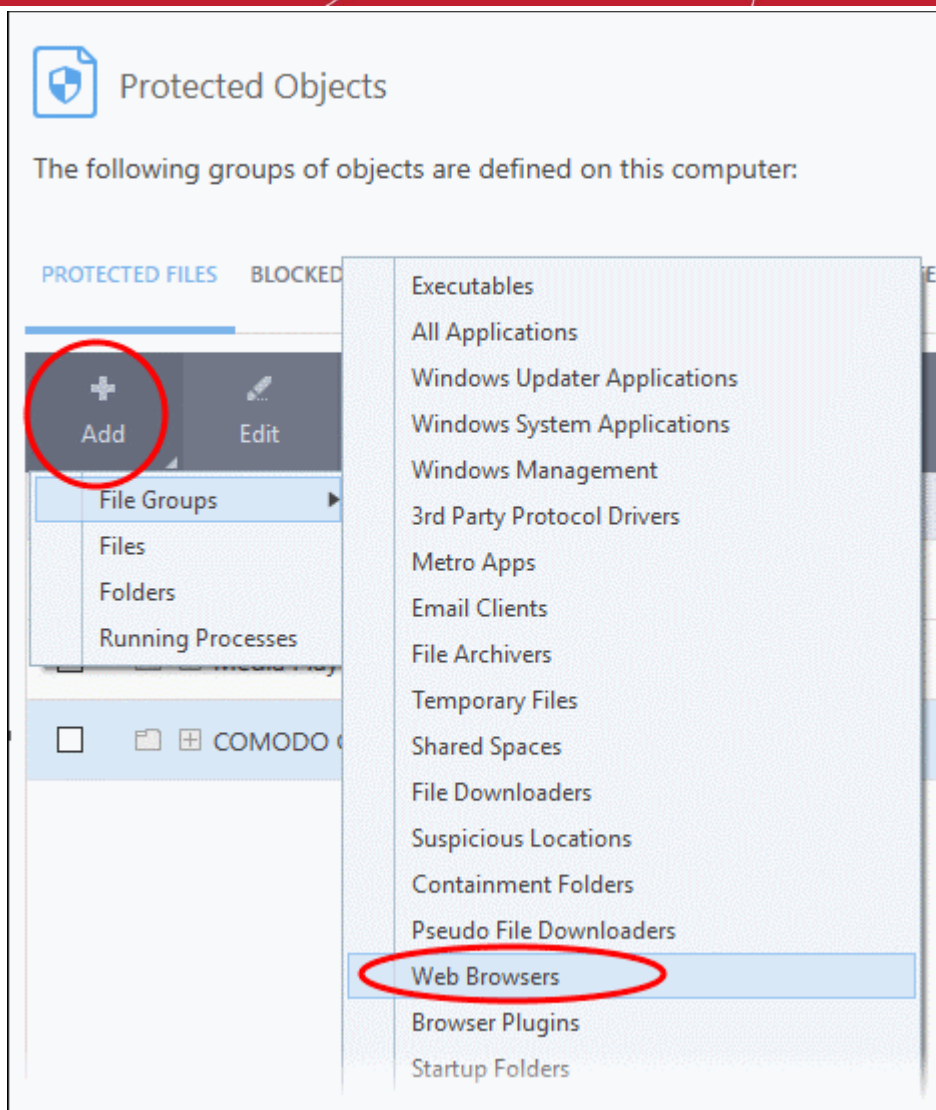 Protected Objects
The following groups of objects are defined on this computer:
PROTECTED FILES BLOCKED
Add Edit
File Groups
Files
Folders
Running Processes
Executables
All Applications
Windows Updater Applications
Windows System Applications
Windows Management
3rd Party Protocol Drivers
Metro Apps
Email Clients
File Archivers
Temporary Files
Shared Spaces
File Downloaders
Suspicious Locations
Containment Folders
Pseudo File Downloaders
Web Browsers
Browser Plugins
Startup Folders
COMODO